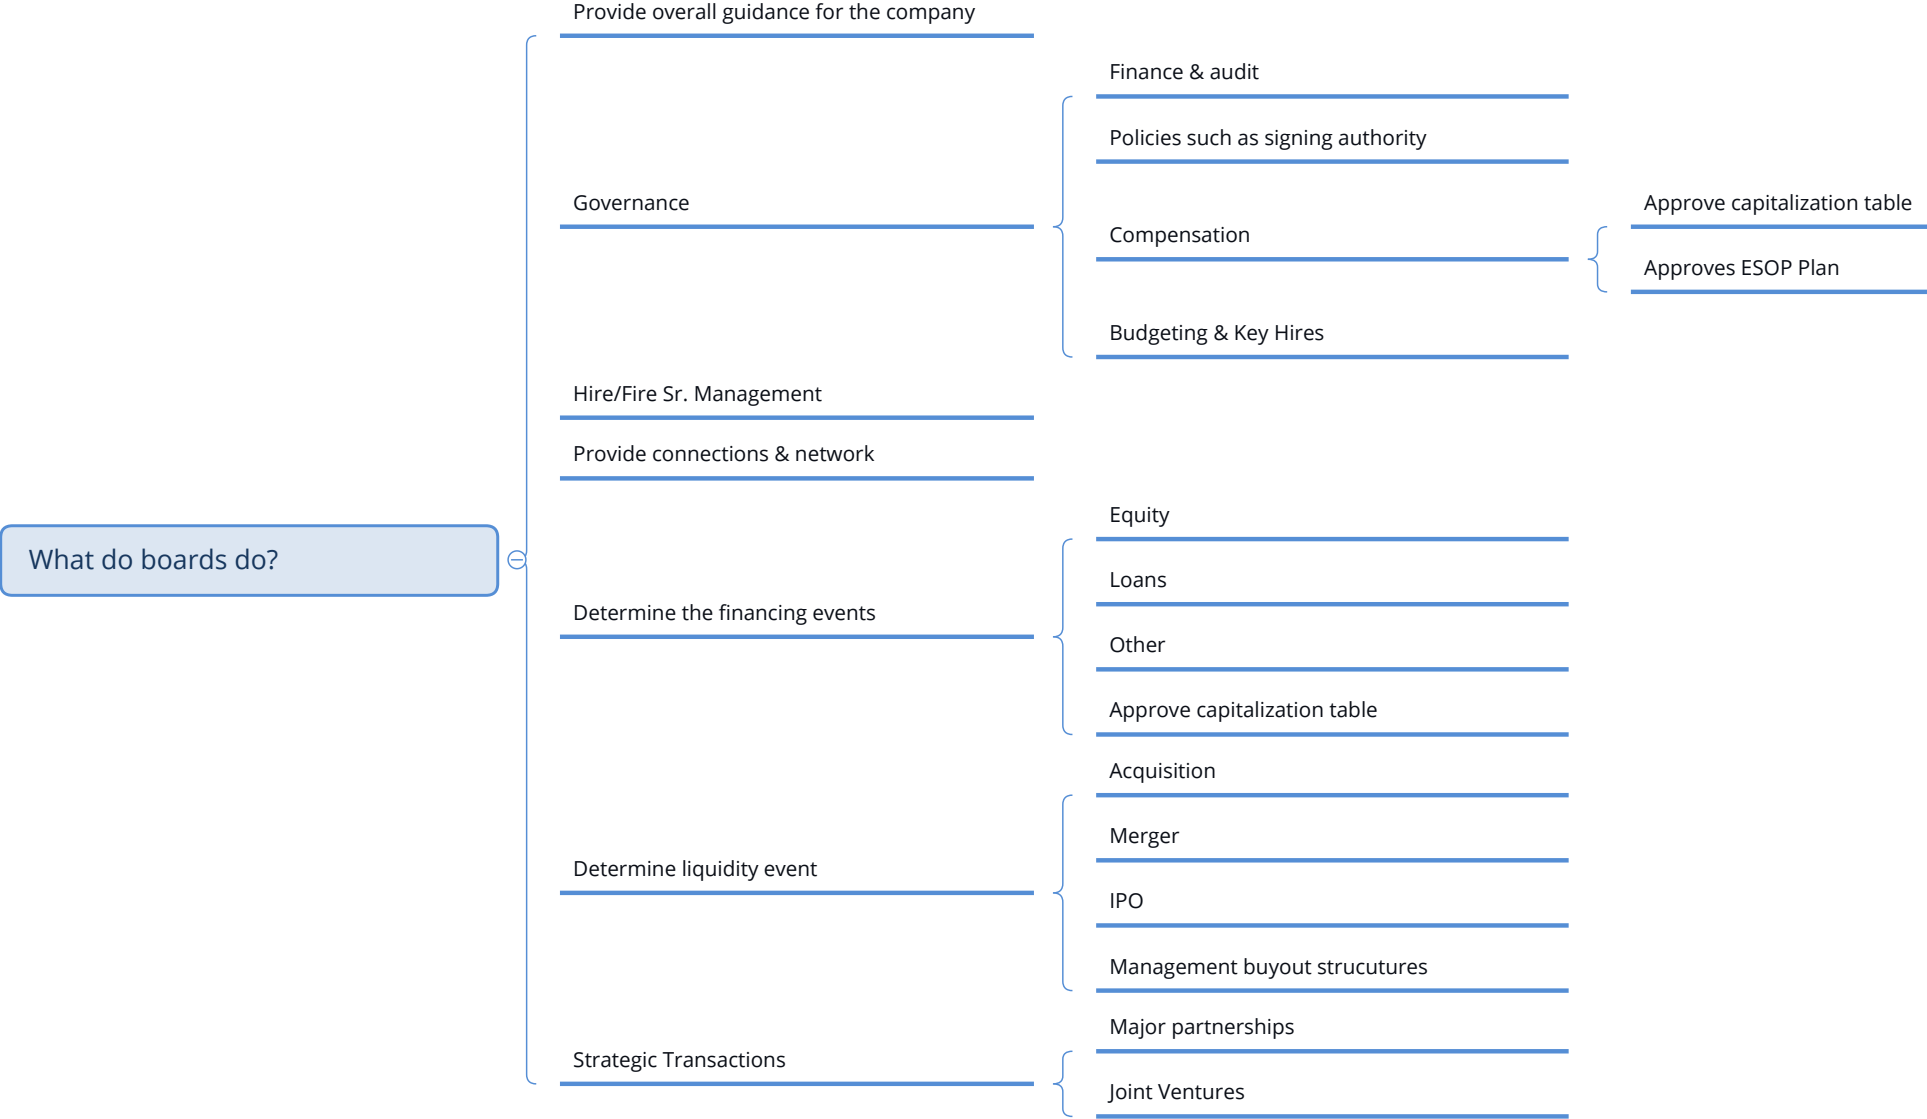 What do boards do?
Provide overall guidance for the company
Governance
Finance & audit
Policies such as signing authority
Compensation
Approve capitalization table
Approves ESOP Plan
Budgeting & Key Hires
Hire/Fire Sr. Management
Provide connections & network
Determine the financing events
Equity
Loans
Other
Approve capitalization table
Determine liquidity event
Acquisition
Merger
IPO
Management buyout strucutures
Strategic Transactions
Major partnerships
Joint Ventures